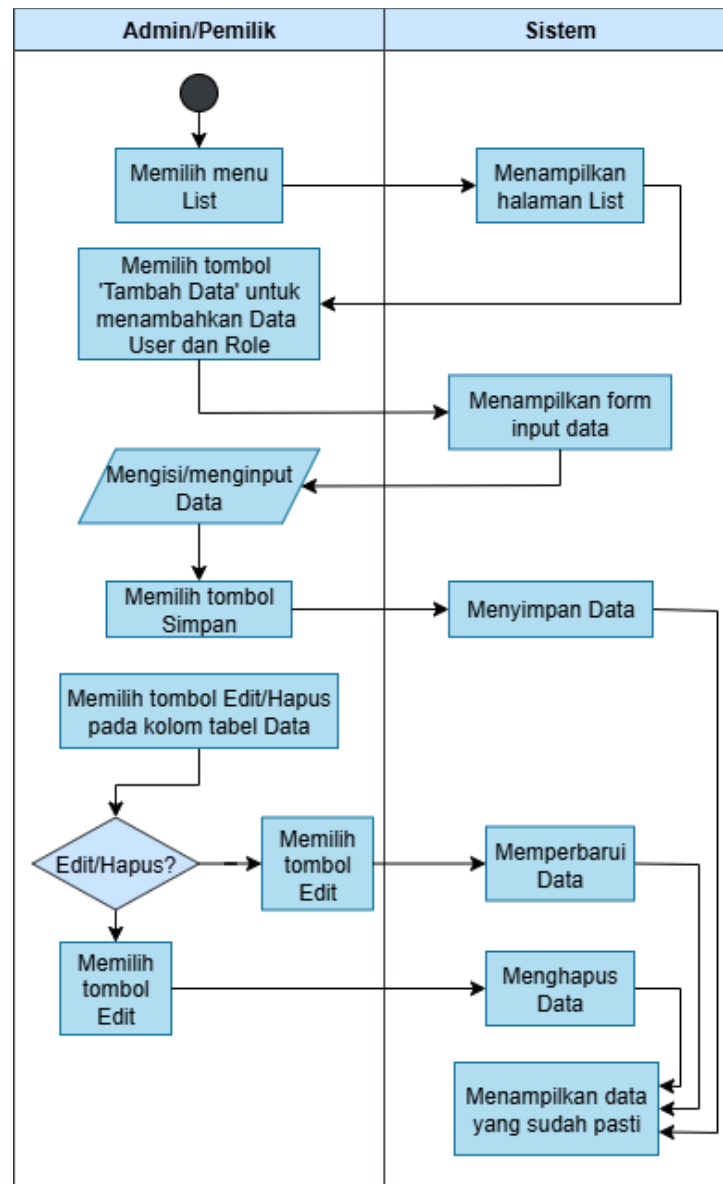 Admin/Pemilik
Sistem
Memilih menu
List
Menampilkan
halaman List
Memilih tombol
'Tambah Data' untuk
menambahkan Data
User dan Role
Menampilkan form
input data
Mengisi/menginput
Data
Memilih tombol
Simpan
Menyimpan Data
Memilih tombol Edit/Hapus
pada kolom tabel Data
Edit/Hapus?
Memilih
tombol
Edit
Memperbarui
Data
Memilih
tombol
Edit
Menghapus
Data
Menampilkan data
yang sudah pasti